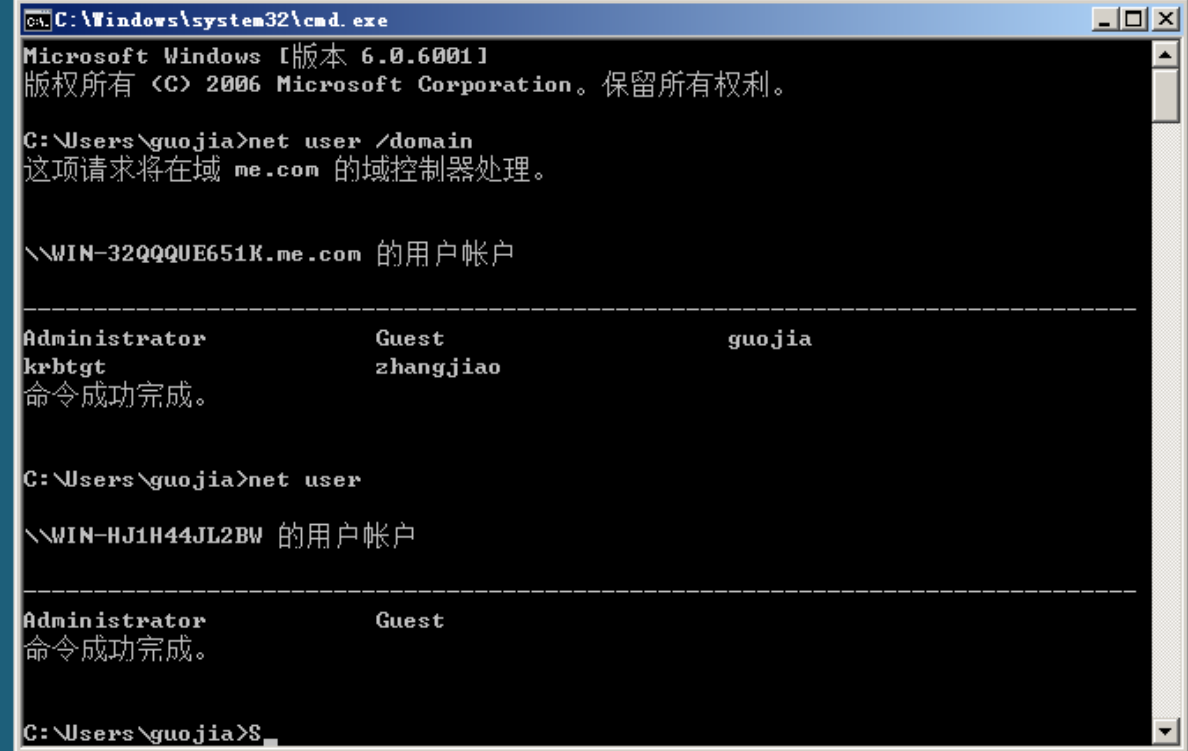 C:\Windows\system32\cmd.exe
Microsoft Windows [版本 6.0.6001]
版权所有 (C) 2006 Microsoft Corporation。保留所有权利。
C:\Users\guojia>net user /domain
这项请求将在域 me.com 的域控制器处理。
\\WIN-32QQQUE651K.me.com 的用户帐户
-------------------------------------------------------------------------------
Administrator Guest guojia
krbtgt zhangjiao
命令成功完成。
C:\Users\guojia>net user
\\WIN-HJ1H44JL2BW 的用户帐户
-------------------------------------------------------------------------------
Administrator Guest
命令成功完成。
C:\Users\guojia>S_